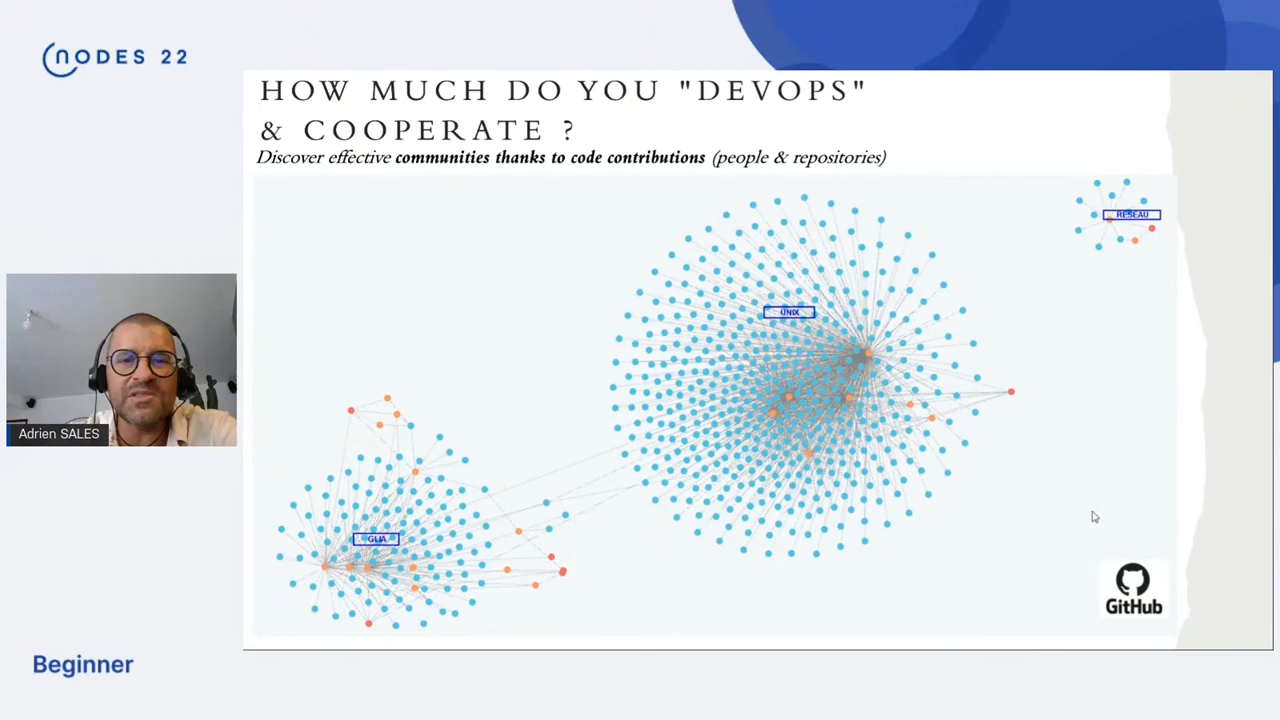 NODES 22
HOW MUCH DO YOU "DEVOPS"
& COOPERATE ?
Discover effective communities thanks to code contributions (people & repositories)
RESEAU
UNIX
GLIA
Adrien SALES
GitHub
Beginner